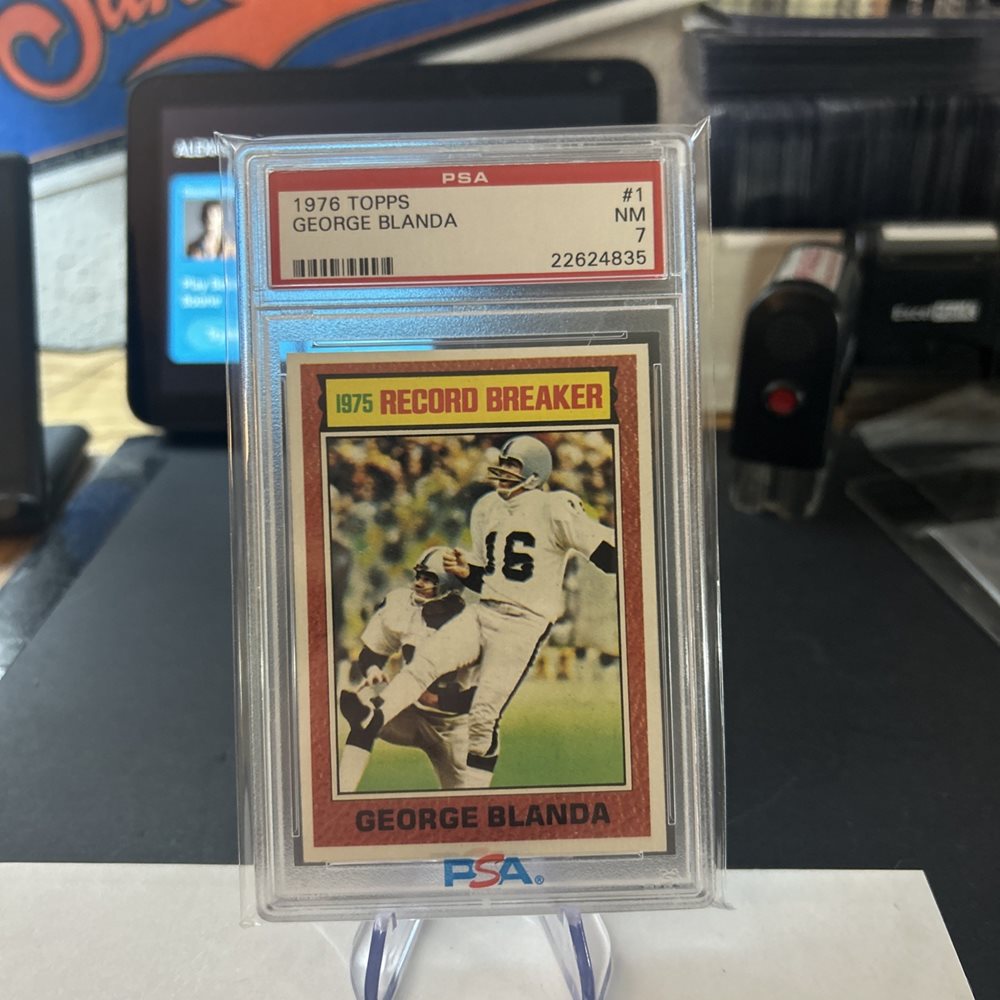 PSA
1976 TOPPS
GEORGE BLANDA
#1
NM
7
22624835
1975 RECORD BREAKER
16
GEORGE BLANDA
PSA®